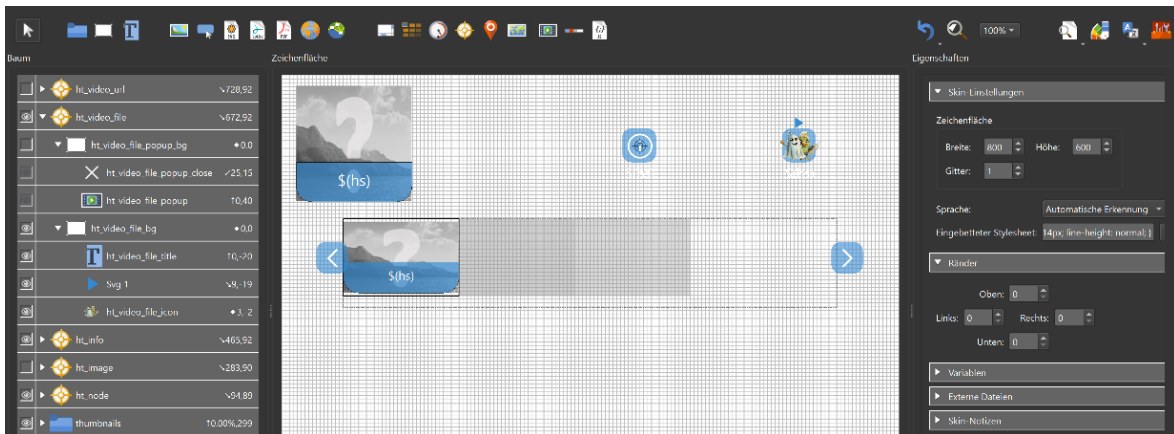 100%
Baum
Zeichenfläche
Eigenschaften
ht_video_url
728,92
ht_video_file
672,92
ht_video_file_popup_bg
0,0
ht_video_file_popup_close
25,15
ht_video_file_popup
0,40
ht_video_file_bg
0,0
ht_video_file_title
0,-20
Svg 1
9,-19
ht_video_file_icon
3, 2
ht_info
465,92
ht_image
283,90
ht_node
94,89
thumbnails
0.00%,299
$(hs)
$(hs)
Skin-Einstellungen
Zeichenfläche
Breite: 800 Höhe: 600
Gitter: 1
Sprache: Automatische Erkennung
Eingebetteter Stylesheet: 14px; line-height: normal; }
Ränder
Oben: 0
Links: 0 Rechts: 0
Unten: 0
Variablen
Externe Dateien
Skin-Notizen